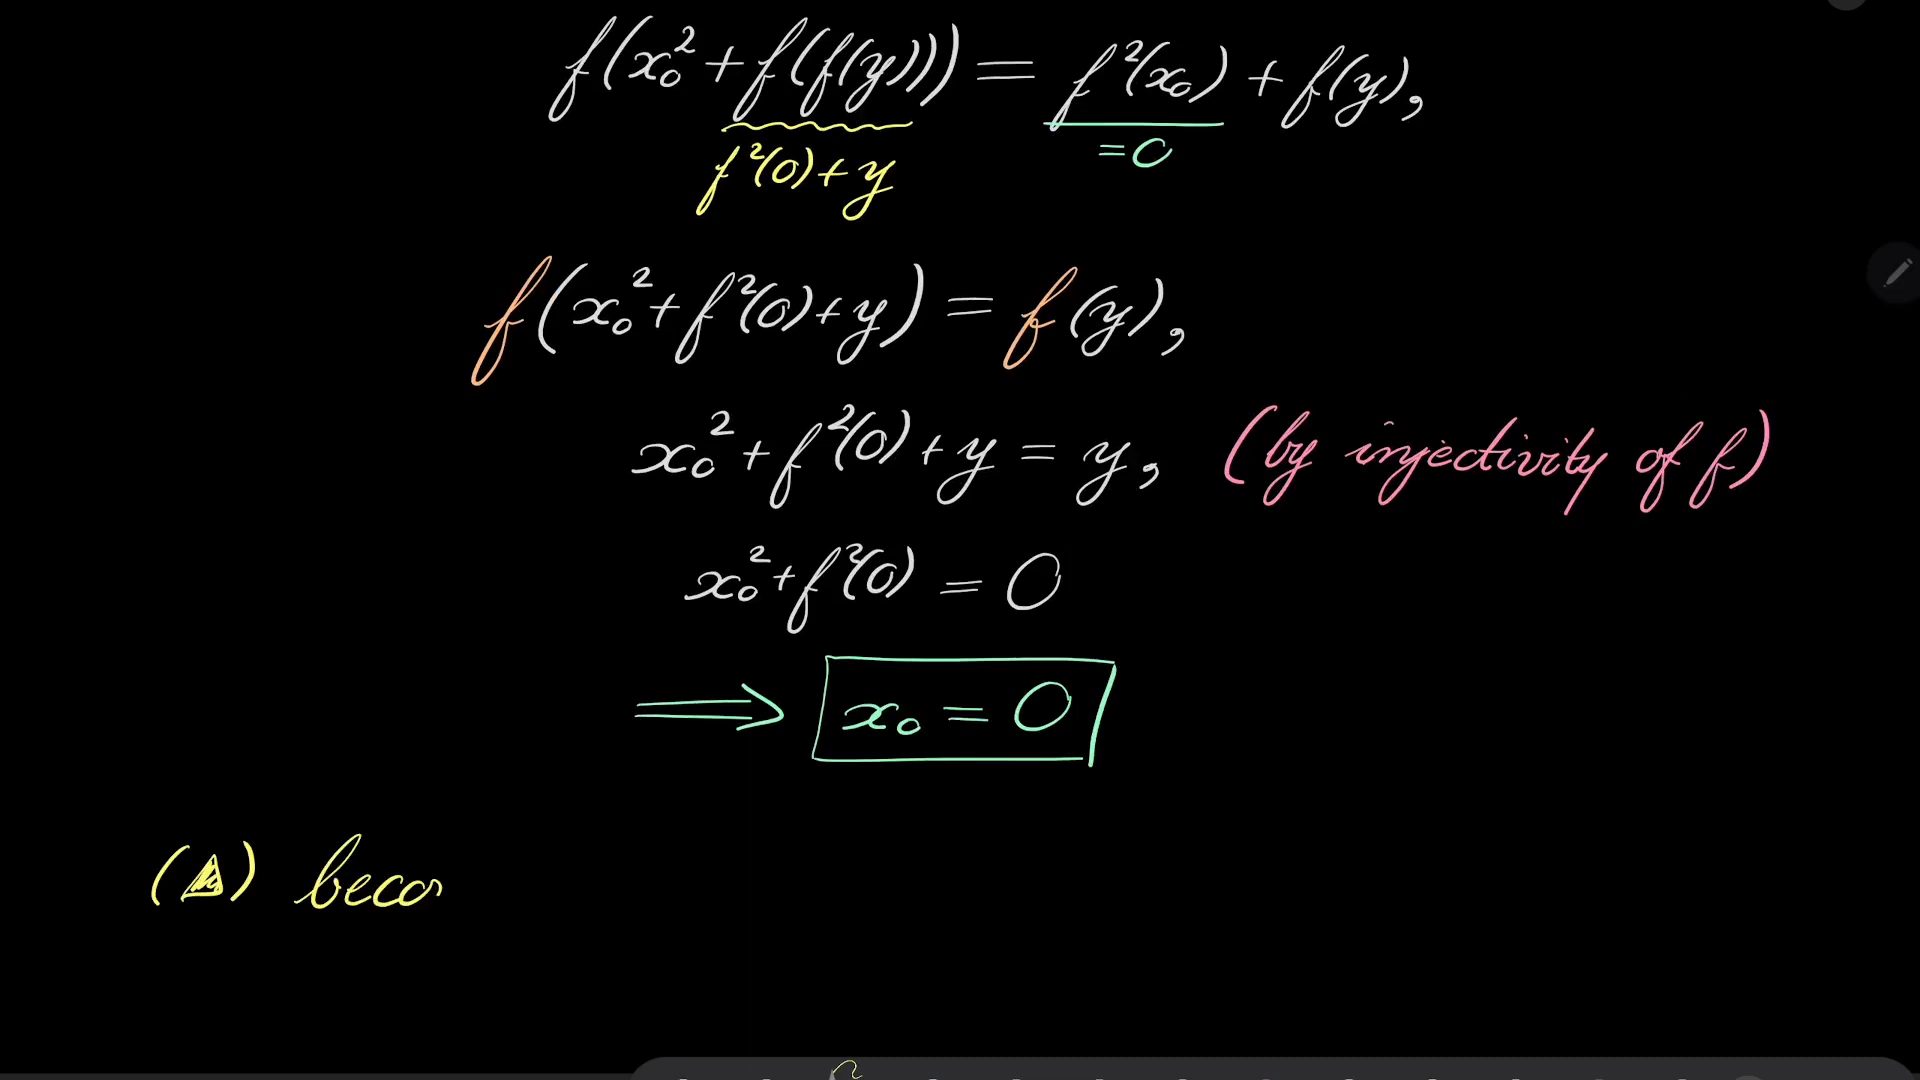 f(x₀² + f(f(y))) = f²(x₀) + f(y),
f²(0) + y
= 0
f(x₀² + f²(0) + y) = f(y),
x₀² + f²(0) + y = y, (by injectivity of f)
x₀² + f²(0) = 0
⟹ x₀ = 0
(△) beco